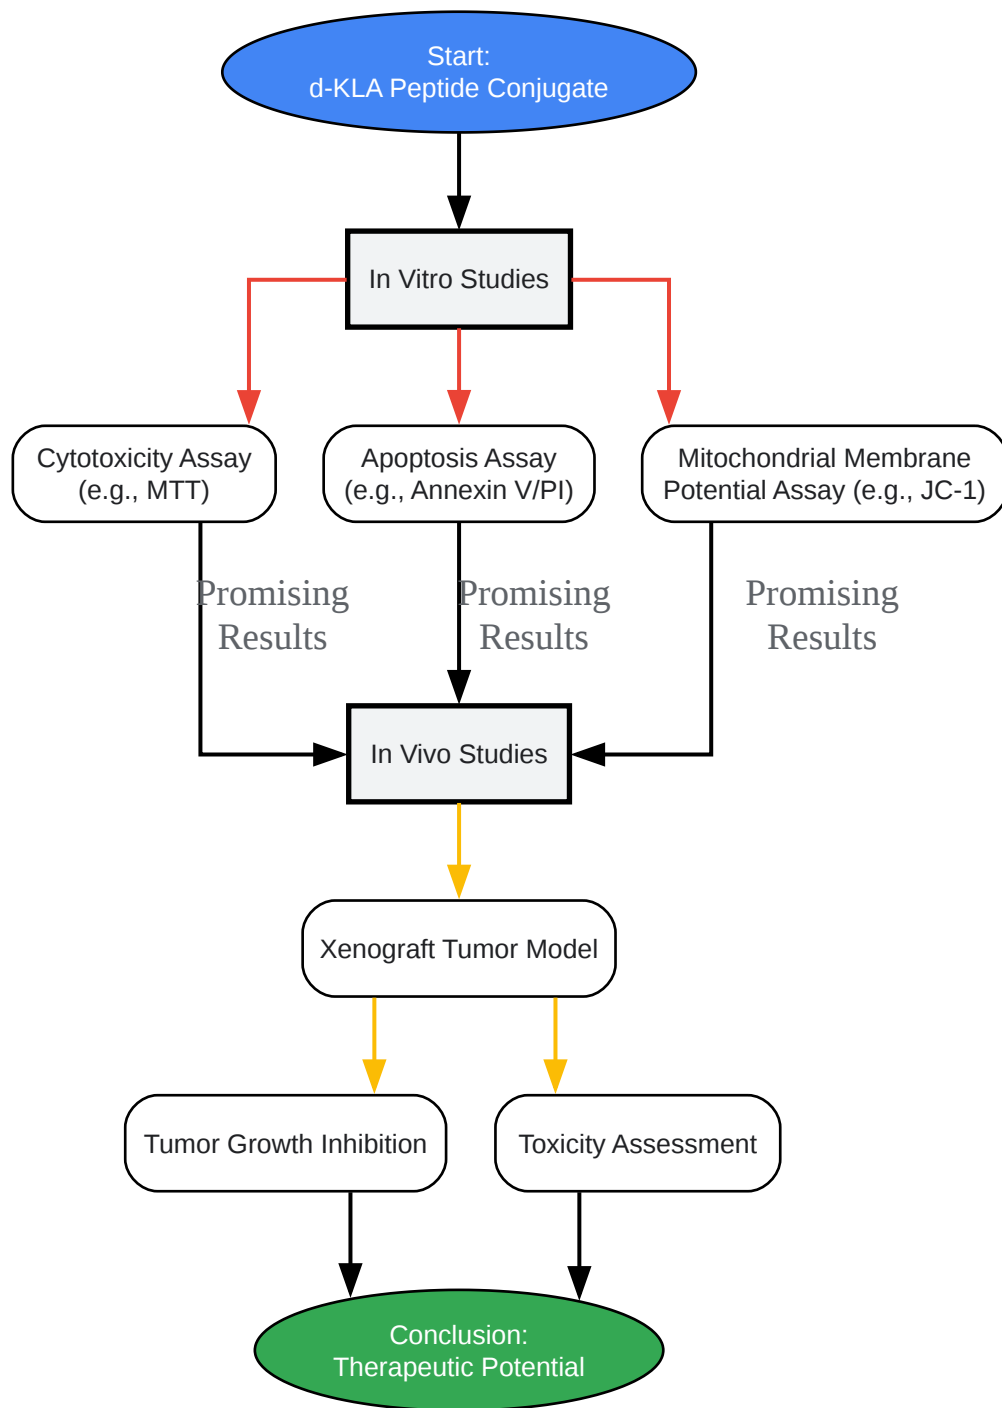 Start:
d-KLA Peptide Conjugate
In Vitro Studies
Cytotoxicity Assay
(e.g., MTT)
Apoptosis Assay
(e.g., Annexin V/PI)
Mitochondrial Membrane
Potential Assay (e.g., JC-1)
Promising
Results
Promising
Results
Promising
Results
In Vivo Studies
Xenograft Tumor Model
Tumor Growth Inhibition
Toxicity Assessment
Conclusion:
Therapeutic Potential